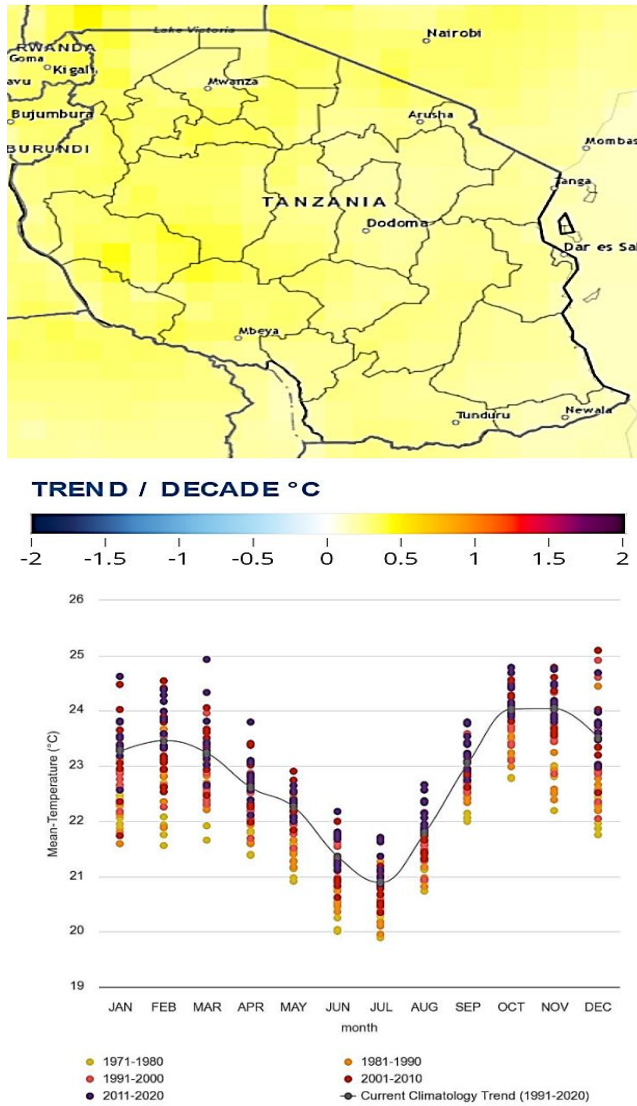 Lake Victoria
Nairobi
RWANDA
Goma
Kigali
avu
Mwanza
Bujumbura
Arusha
BURUNDI
Mombas
Tanga
TANZANIA
Dodoma
Dar es Sal
Mbeya
Tunduru
Newala
TREND / DECADE °C
-2 -1.5 -1 -0.5 0 0.5 1 1.5 2
26
25
24
23
22
21
20
19
Mean-Temperature (°C)
JAN FEB MAR APR MAY JUN JUL AUG SEP OCT NOV DEC
month
1971-1980 1981-1990
1991-2000 2001-2010
2011-2020 Current Climatology Trend (1991-2020)